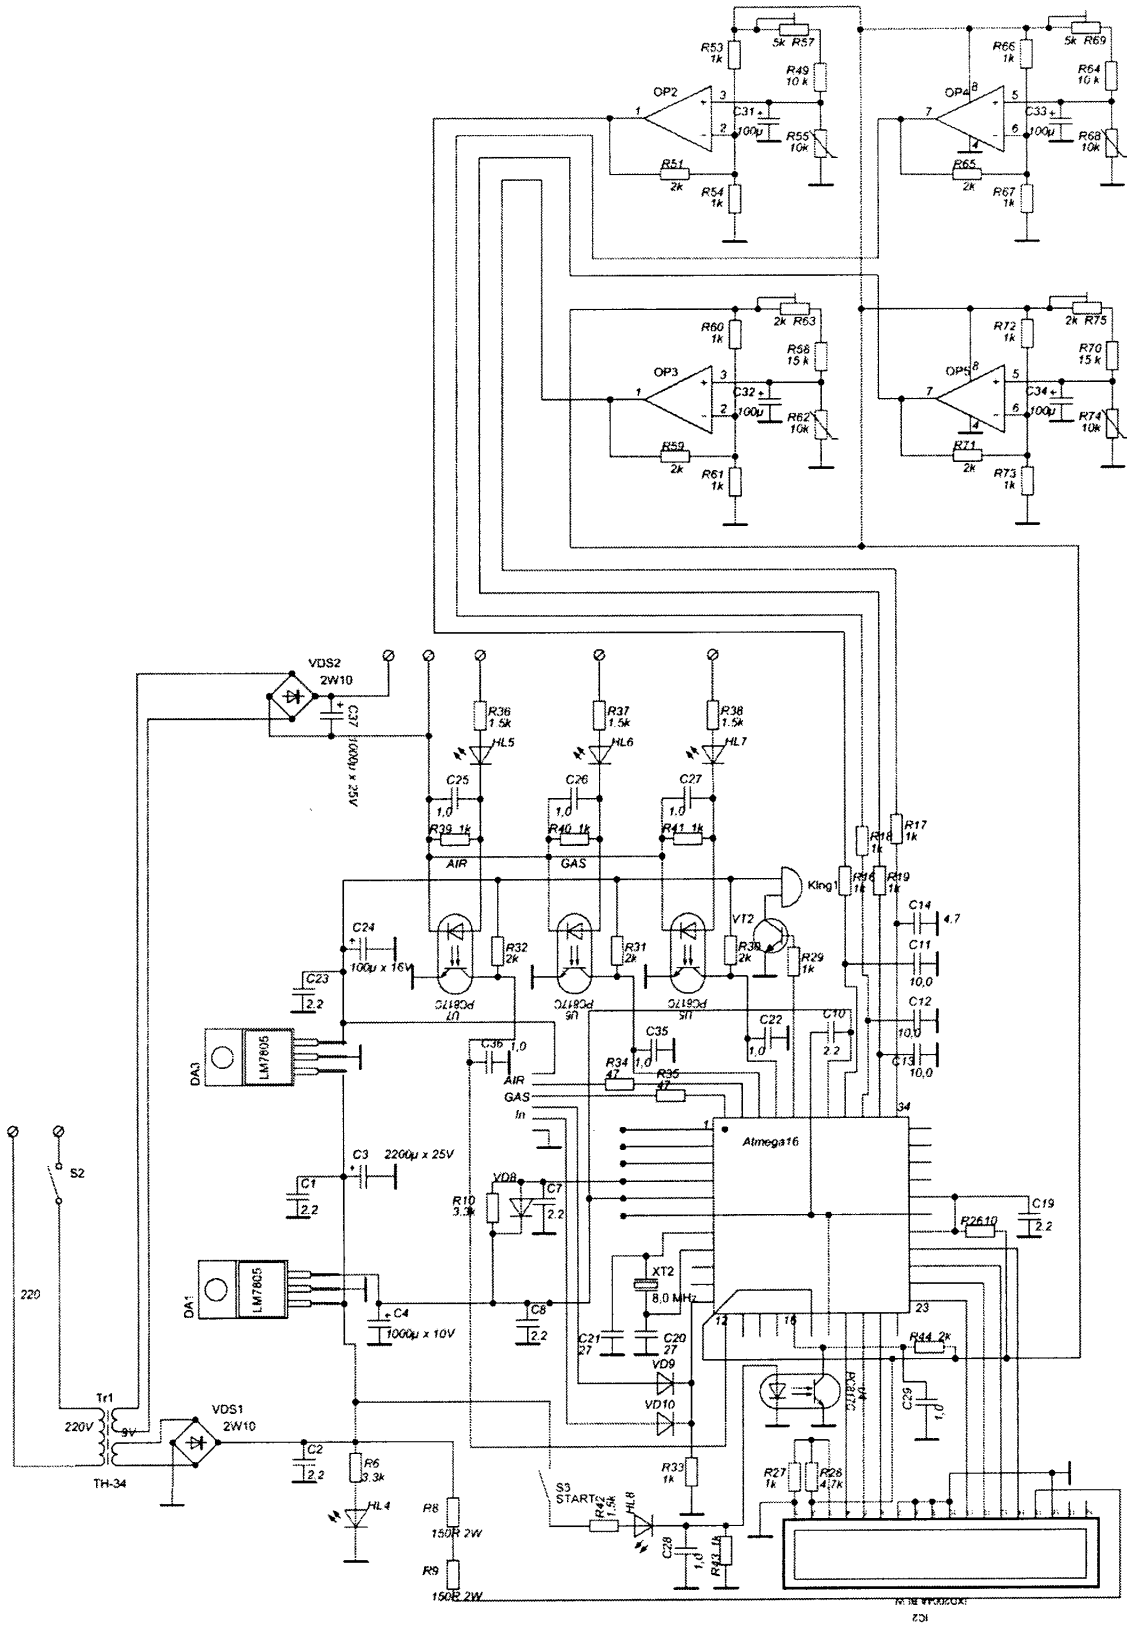 R53
1k
5k R57
R49
10 k
OP2
3
1
2
C31 +
100µ
R55
10k
R51
2k
R54
1k
R66
1k
5k R69
R64
10 k
OP4
8
5
7
6
4
C33 +
100µ
R68
10k
R65
2k
R67
1k
R60
1k
2k R63
R58
15 k
OP3
3
1
2
C32 +
100µ
R62
10k
R59
2k
R61
1k
R72
1k
2k R75
R70
15 k
OP5
8
5
7
6
4
C34 +
100µ
R74
10k
R71
2k
R73
1k
VDS2
2W10
+
C37
1000µ x 25V
R36
1.5k
HL5
R37
1.5k
HL6
R38
1.5k
HL7
C25
1,0
C26
1,0
C27
1,0
R39 1k
R40 1k
R41 1k
AIR
GAS
R18
1k
R17
1k
R16
1k
R19
1k
King1
VT2
C14
4,7
C11
10,0
C12
10,0
C13
10,0
C24
+
100µ x 16V
R32
2k
R31
2k
R30
2k
R29
1k
C23
2.2
PC817C
U7
PC817C
U6
PC817C
U5
DA3
LM7805
C36
1,0
C35
1,0
C22
1,0
C10
2.2
AIR
GAS
In
R34
47
R35
47
34
1
Atmega16
S2
C3
2200µ x 25V
+
C1
2.2
R10
3.3k
VD8
C7
2.2
C19
2.2
R26 10
XT2
8,0 MHz
DA1
LM7805
220
+
C4
1000µ x 10V
C8
2.2
C21
27
C20
27
12
16
23
R44 2k
VD9
VD10
PC817C
U4
C29
1,0
Tr1
220V
9V
TH-34
VDS1
2W10
C2
2.2
R6
3.3k
HL4
R8
150R 2W
R9
150R 2W
S3
START
R42
1.5k
HL8
R33
1k
C28
1,0
R43 1k
R27
1k
R28
4.7k
IC2